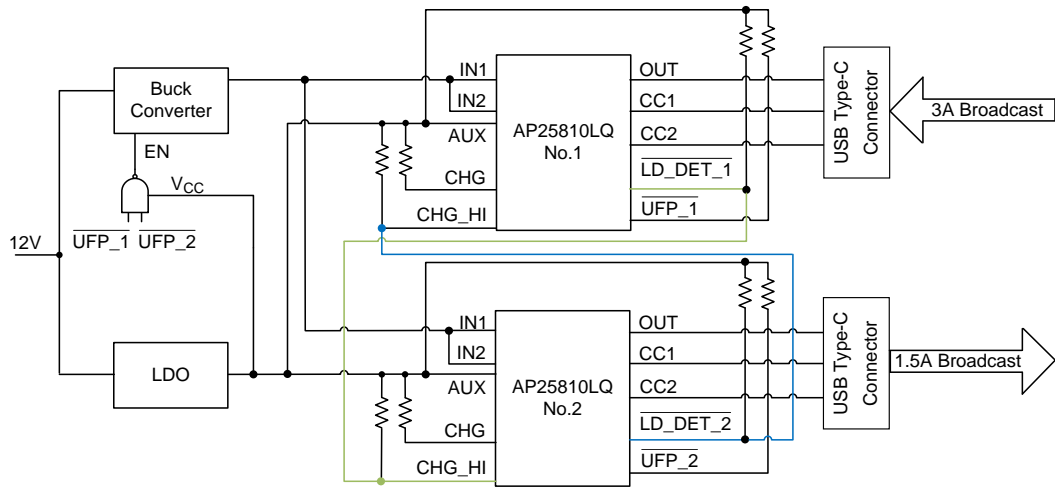 Buck
Converter
EN
V_CC
UFP_1 UFP_2
12V
LDO
IN1
IN2
AUX
CHG
CHG_HI
AP25810LQ
No.1
OUT
CC1
CC2
LD_DET_1
UFP_1
USB Type-C
Connector
3A Broadcast
IN1
IN2
AUX
CHG
CHG_HI
AP25810LQ
No.2
OUT
CC1
CC2
LD_DET_2
UFP_2
USB Type-C
Connector
1.5A Broadcast